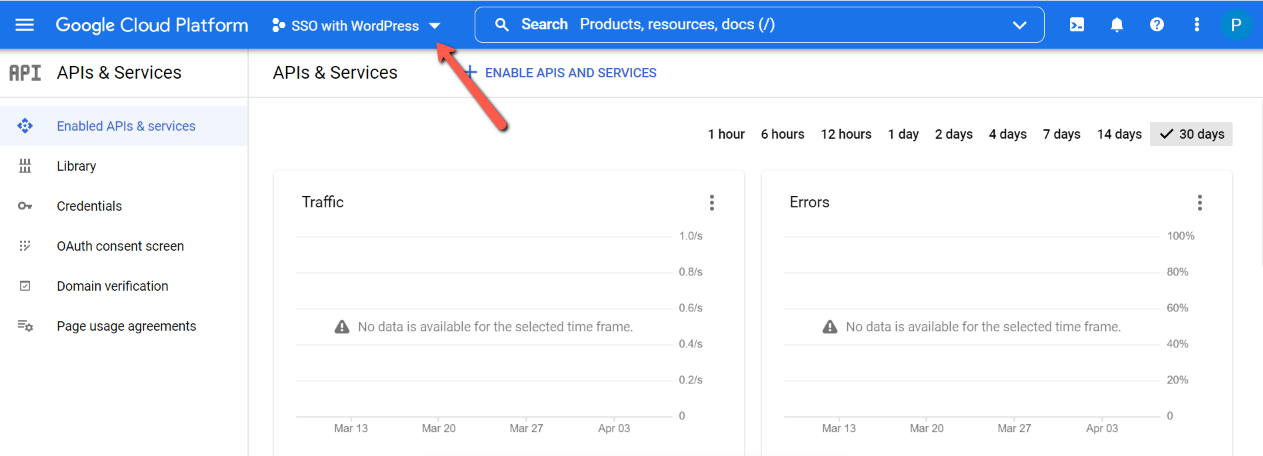 Google Cloud Platform SSO with WordPress Search Products, resources, docs (/) P
API APIs & Services APIs & Services + ENABLE APIS AND SERVICES
Enabled APIs & services
Library
Credentials
OAuth consent screen
Domain verification
Page usage agreements
1 hour 6 hours 12 hours 1 day 2 days 4 days 7 days 14 days 30 days
Traffic
1.0/s
0.8/s
0.6/s
No data is available for the selected time frame.
0.4/s
0.2/s
0
Mar 13 Mar 20 Mar 27 Apr 03
Errors
100%
80%
60%
No data is available for the selected time frame.
40%
20%
0
Mar 13 Mar 20 Mar 27 Apr 03